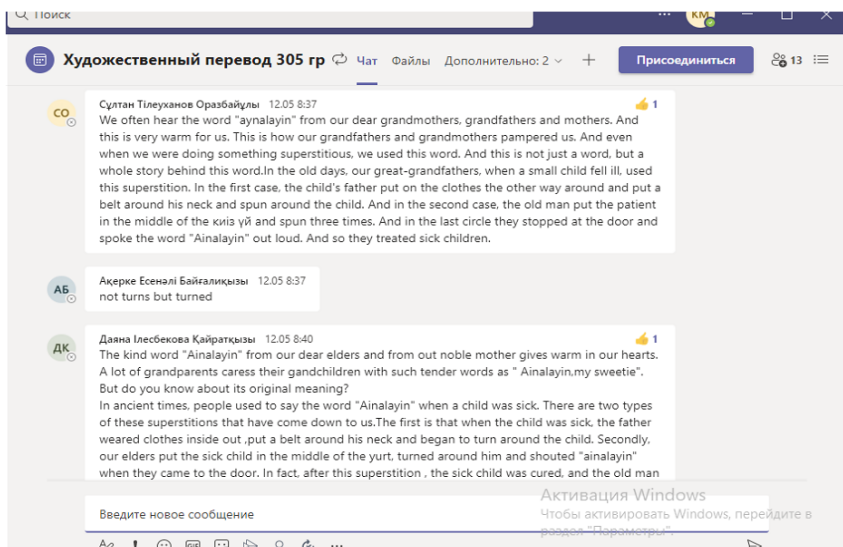 Поиск
КМ
Художественный перевод 305 гр Чат Файлы Дополнительно: 2 Присоединиться 13
СО
Сұлтан Тілеуханов Оразбайұлы 12.05 8:37
1
We often hear the word "aynalayin" from our dear grandmothers, grandfathers and mothers. And
this is very warm for us. This is how our grandfathers and grandmothers pampered us. And even
when we were doing something superstitious, we used this word. And this is not just a word, but a
whole story behind this word.In the old days, our great-grandfathers, when a small child fell ill, used
this superstition. In the first case, the child's father put on the clothes the other way around and put a
belt around his neck and spun around the child. And in the second case, the old man put the patient
in the middle of the киіз үй and spun three times. And in the last circle they stopped at the door and
spoke the word "Ainalayin" out loud. And so they treated sick children.
АБ
Ақерке Есенәлі Байғалиқызы 12.05 8:37
not turns but turned
ДК
Даяна Ілесбекова Қайратқызы 12.05 8:40
1
The kind word "Ainalayin" from our dear elders and from out noble mother gives warm in our hearts.
A lot of grandparents caress their gandchildren with such tender words as " Ainalayin,my sweetie".
But do you know about its original meaning?
In ancient times, people used to say the word "Ainalayin" when a child was sick. There are two types
of these superstitions that have come down to us.The first is that when the child was sick, the father
weared clothes inside out ,put a belt around his neck and began to turn around the child. Secondly,
our elders put the sick child in the middle of the yurt, turned around him and shouted "ainalayin"
when they came to the door. In fact, after this superstition , the sick child was cured, and the old man
Активация Windows
Введите новое сообщение
Чтобы активировать Windows, перейдите в
раздел "Параметры".
GIF